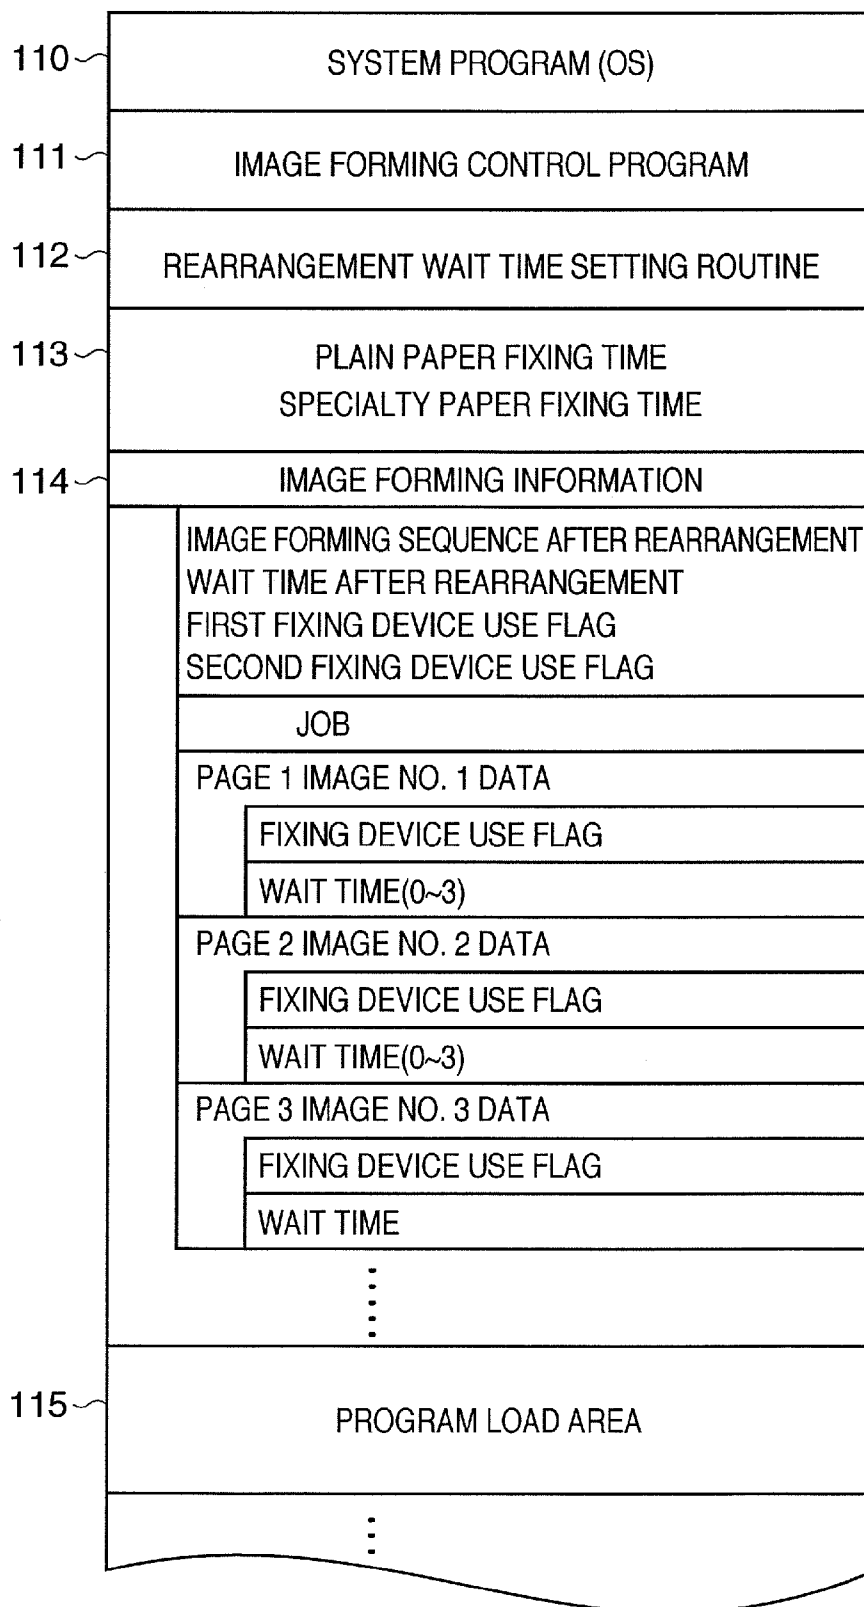 110
SYSTEM PROGRAM (OS)
111
IMAGE FORMING CONTROL PROGRAM
112
REARRANGEMENT WAIT TIME SETTING ROUTINE
113
PLAIN PAPER FIXING TIME
SPECIALTY PAPER FIXING TIME
114
IMAGE FORMING INFORMATION
IMAGE FORMING SEQUENCE AFTER REARRANGEMENT
WAIT TIME AFTER REARRANGEMENT
FIRST FIXING DEVICE USE FLAG
SECOND FIXING DEVICE USE FLAG
JOB
PAGE 1 IMAGE NO. 1 DATA
FIXING DEVICE USE FLAG
WAIT TIME(0~3)
PAGE 2 IMAGE NO. 2 DATA
FIXING DEVICE USE FLAG
WAIT TIME(0~3)
PAGE 3 IMAGE NO. 3 DATA
FIXING DEVICE USE FLAG
WAIT TIME
115
PROGRAM LOAD AREA